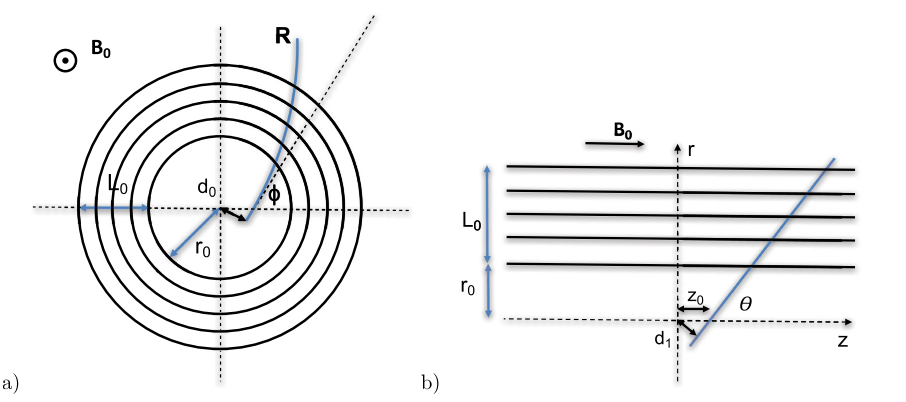 R
B₀
L₀
d₀
ϕ
r₀
a)
B₀
r
L₀
r₀
z₀
θ
d₁
z
b)